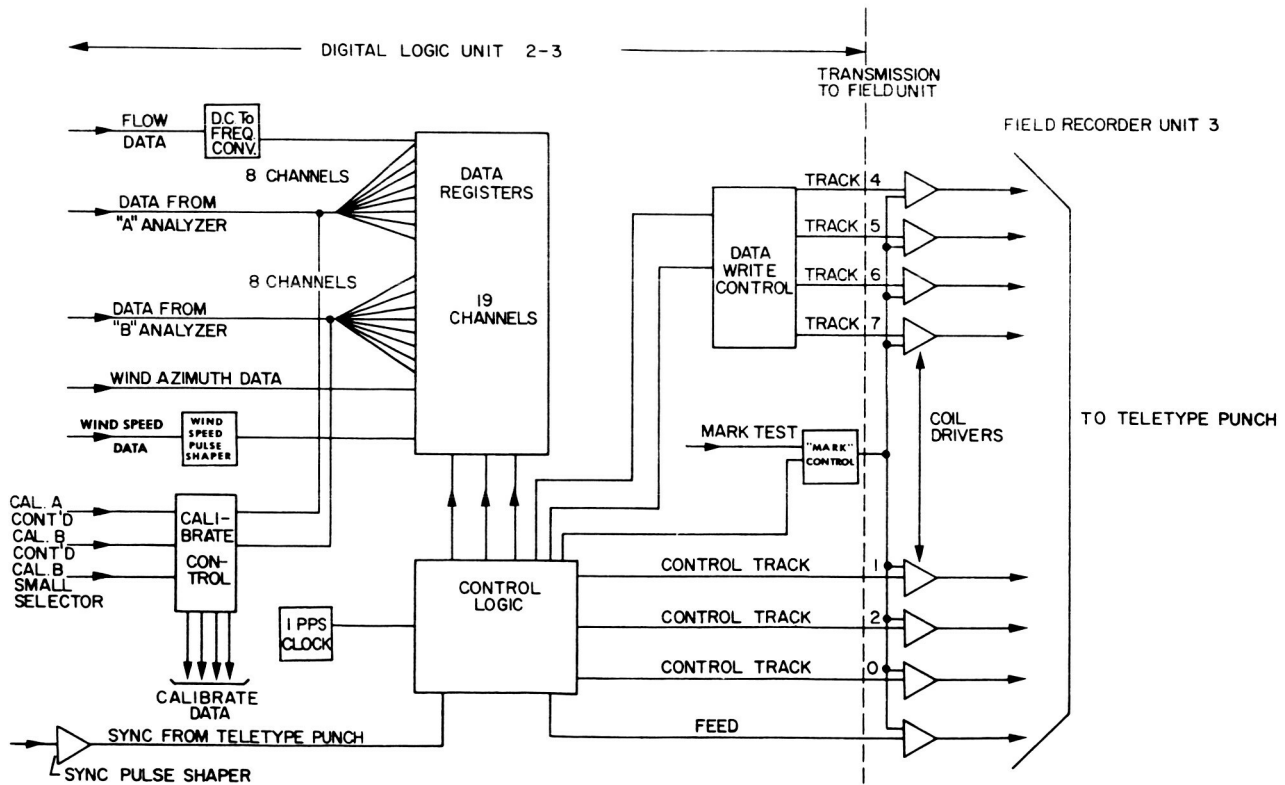 DIGITAL LOGIC UNIT 2-3
TRANSMISSION
TO FIELD UNIT
FIELD RECORDER UNIT 3
FLOW
DATA
D.C. To
FREQ.
CONV.
8 CHANNELS
DATA FROM
"A" ANALYZER
8 CHANNELS
DATA FROM
"B" ANALYZER
WIND AZIMUTH DATA
WIND SPEED
DATA
WIND
SPEED
PULSE
SHAPER
DATA
REGISTERS
19
CHANNELS
DATA
WRITE
CONTROL
TRACK 4
TRACK 5
TRACK 6
TRACK 7
COIL
DRIVERS
TO TELETYPE PUNCH
MARK TEST
"MARK"
CONTROL
CAL. A
CONT'D
CAL. B
CONT'D
CAL. B
SMALL
SELECTOR
CALI-
BRATE
CON-
TROL
CALIBRATE
DATA
1 PPS
CLOCK
CONTROL
LOGIC
CONTROL TRACK 1
CONTROL TRACK 2
CONTROL TRACK 0
FEED
SYNC FROM TELETYPE PUNCH
SYNC PULSE SHAPER